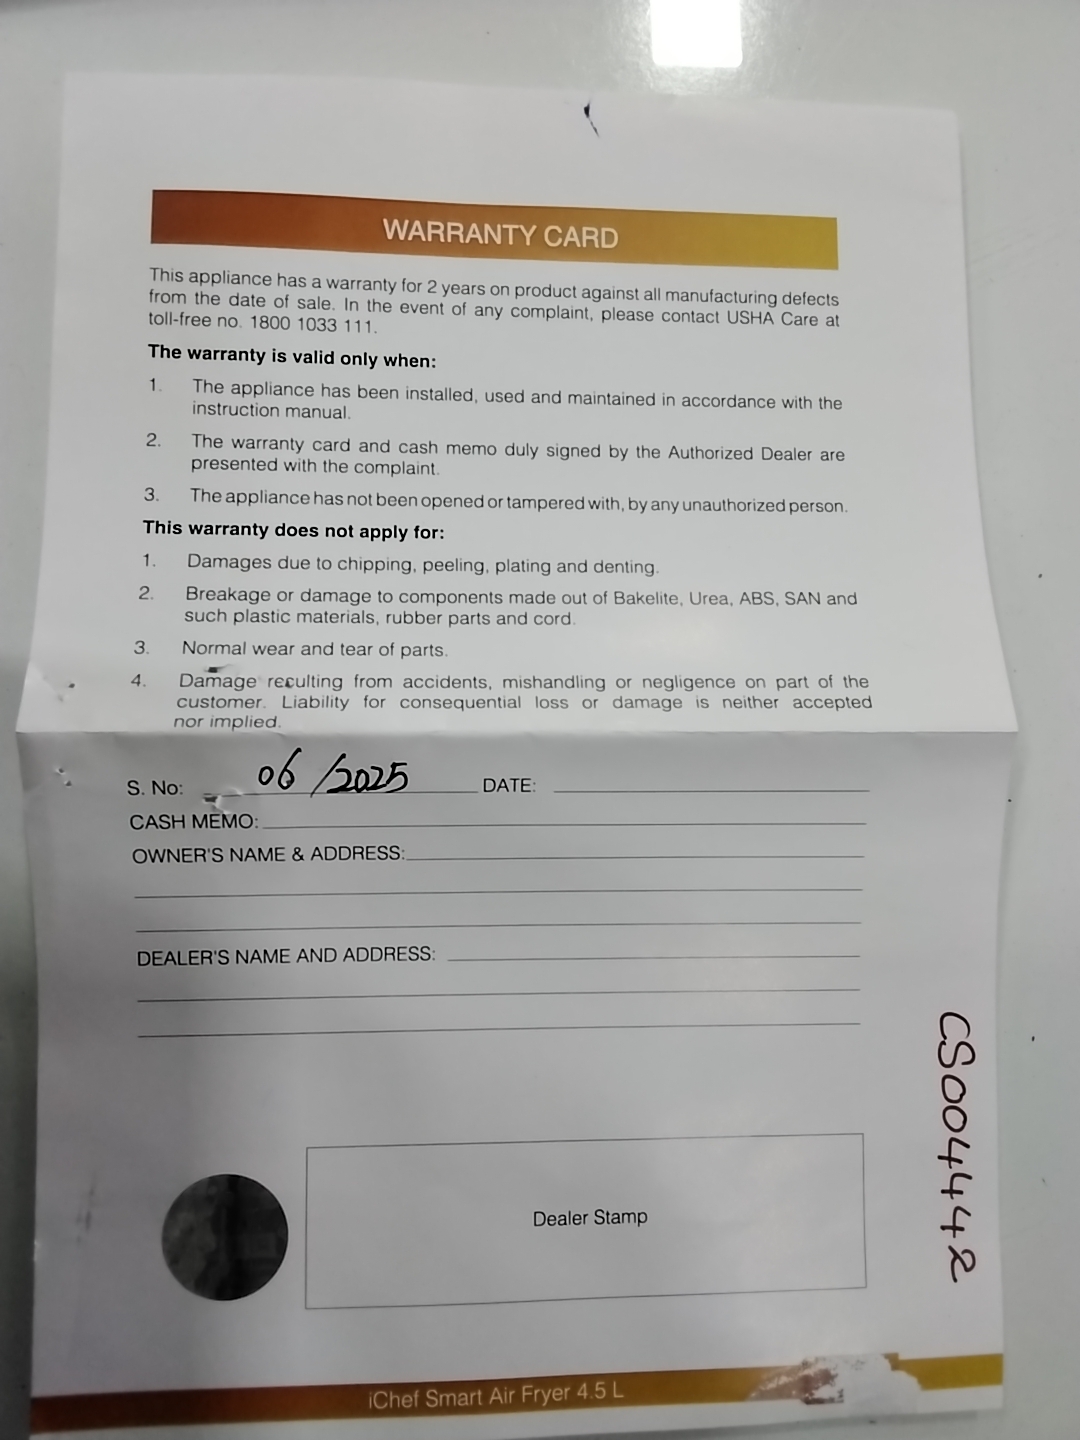 WARRANTY CARD
This appliance has a warranty for 2 years on product against all manufacturing defects
from the date of sale. In the event of any complaint, please contact USHA Care at
toll-free no. 1800 1033 111.
The warranty is valid only when:
1. The appliance has been installed, used and maintained in accordance with the
instruction manual.
2. The warranty card and cash memo duly signed by the Authorized Dealer are
presented with the complaint.
3. The appliance has not been opened or tampered with, by any unauthorized person.
This warranty does not apply for:
1. Damages due to chipping, peeling, plating and denting.
2. Breakage or damage to components made out of Bakelite, Urea, ABS, SAN and
such plastic materials, rubber parts and cord.
3. Normal wear and tear of parts.
4. Damage resulting from accidents, mishandling or negligence on part of the
customer. Liability for consequential loss or damage is neither accepted
nor implied.
S. No: 06/2025 DATE:
CASH MEMO:
OWNER'S NAME & ADDRESS:
DEALER'S NAME AND ADDRESS:
CS004442
Dealer Stamp
iChef Smart Air Fryer 4.5 L